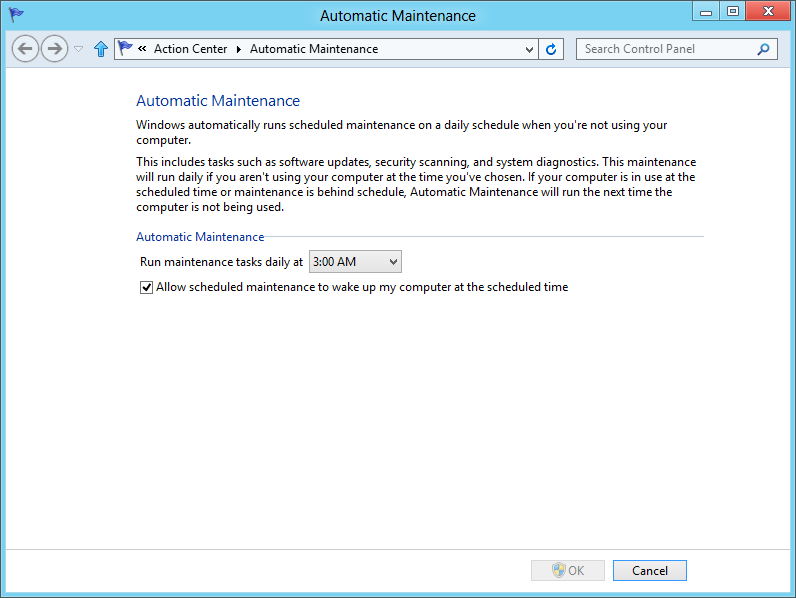 Automatic Maintenance
« Action Center ▸ Automatic Maintenance
Search Control Panel
Automatic Maintenance
Windows automatically runs scheduled maintenance on a daily schedule when you're not using your
computer.
This includes tasks such as software updates, security scanning, and system diagnostics. This maintenance
will run daily if you aren't using your computer at the time you've chosen. If your computer is in use at the
scheduled time or maintenance is behind schedule, Automatic Maintenance will run the next time the
computer is not being used.
Automatic Maintenance
Run maintenance tasks daily at 3:00 AM
Allow scheduled maintenance to wake up my computer at the scheduled time
OK Cancel